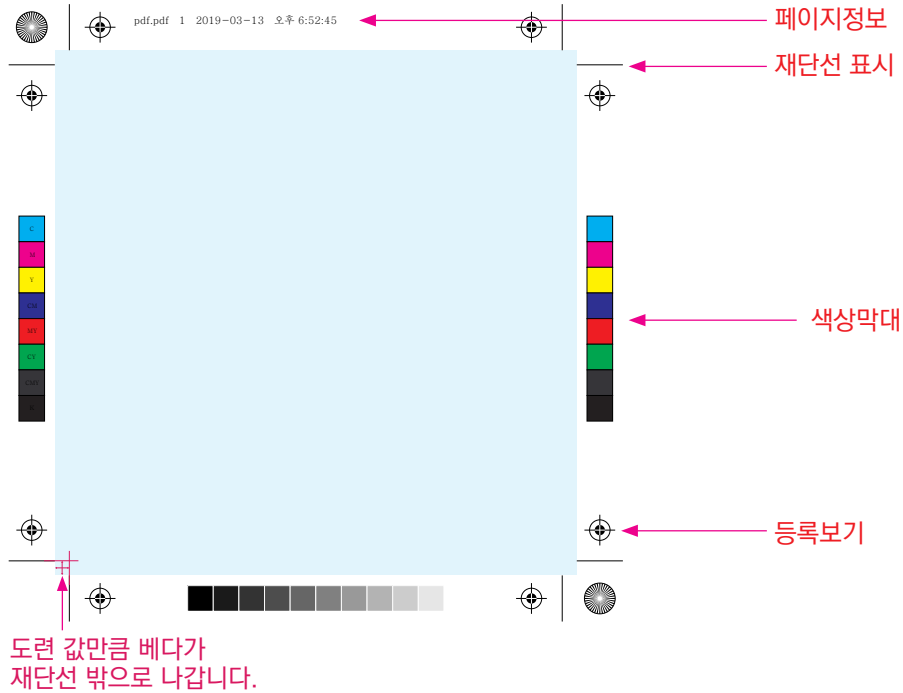 pdf.pdf 1 2019-03-13 오후 6:52:45
페이지정보
재단선 표시
C
M
Y
CM
MY
CY
CMY
K
색상막대
등록보기
도련 값만큼 베다가
재단선 밖으로 나갑니다.